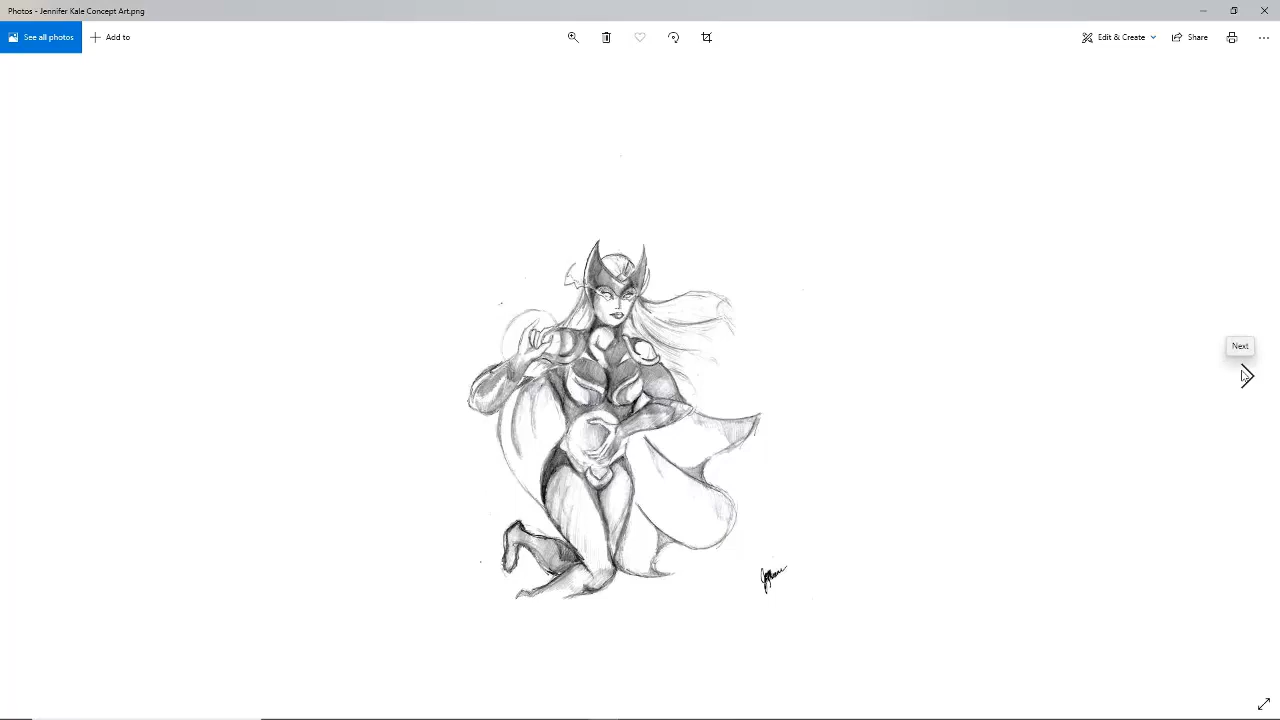 Photos - Jennifer Kale Concept Art.png
See all photos
Add to
Edit & Create
Share
Next